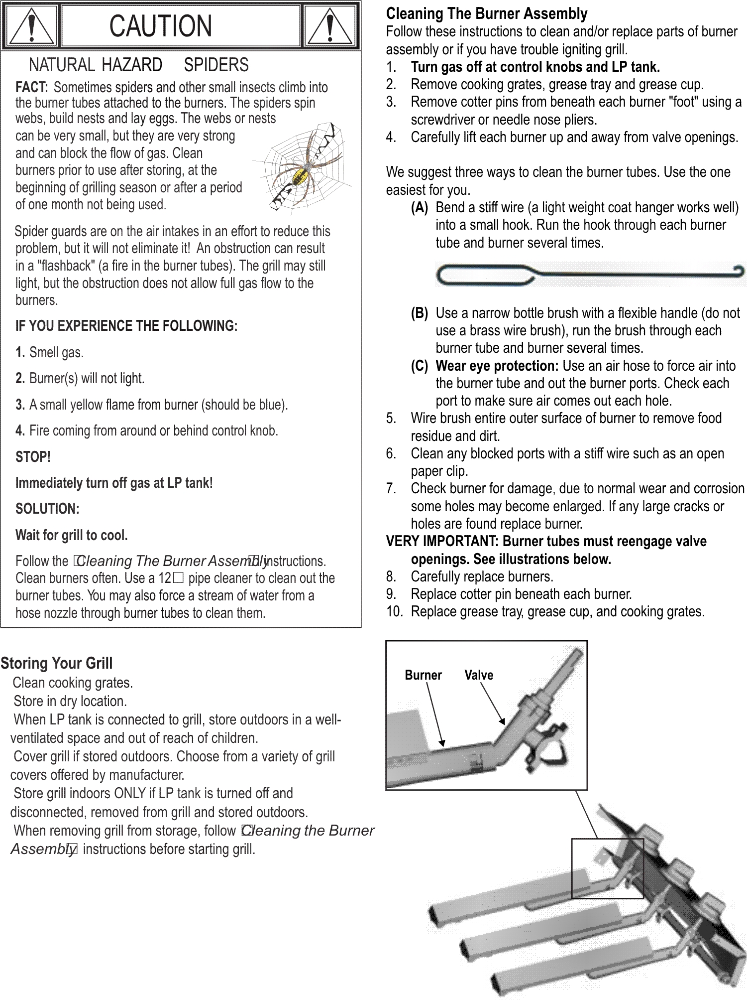 CAUTION
NATURAL HAZARD SPIDERS
FACT: Sometimes spiders and other small insects climb into
the burner tubes attached to the burners. The spiders spin
webs, build nests and lay eggs. The webs or nests
can be very small, but they are very strong
and can block the flow of gas. Clean
burners prior to use after storing, at the
beginning of grilling season or after a period
of one month not being used.
Spider guards are on the air intakes in an effort to reduce this
problem, but it will not eliminate it! An obstruction can result
in a "flashback" (a fire in the burner tubes). The grill may still
light, but the obstruction does not allow full gas flow to the
burners.
IF YOU EXPERIENCE THE FOLLOWING:
1. Smell gas.
2. Burner(s) will not light.
3. A small yellow flame from burner (should be blue).
4. Fire coming from around or behind control knob.
STOP!
Immediately turn off gas at LP tank!
SOLUTION:
Wait for grill to cool.
Follow the □Cleaning The Burner Assembly□ instructions.
Clean burners often. Use a 12□ pipe cleaner to clean out the
burner tubes. You may also force a stream of water from a
hose nozzle through burner tubes to clean them.
Storing Your Grill
Clean cooking grates.
Store in dry location.
When LP tank is connected to grill, store outdoors in a well-
ventilated space and out of reach of children.
Cover grill if stored outdoors. Choose from a variety of grill
covers offered by manufacturer.
Store grill indoors ONLY if LP tank is turned off and
disconnected, removed from grill and stored outdoors.
When removing grill from storage, follow □Cleaning the Burner
Assembly□ instructions before starting grill.
Cleaning The Burner Assembly
Follow these instructions to clean and/or replace parts of burner
assembly or if you have trouble igniting grill.
1. Turn gas off at control knobs and LP tank.
2. Remove cooking grates, grease tray and grease cup.
3. Remove cotter pins from beneath each burner "foot" using a
screwdriver or needle nose pliers.
4. Carefully lift each burner up and away from valve openings.
We suggest three ways to clean the burner tubes. Use the one
easiest for you.
(A) Bend a stiff wire (a light weight coat hanger works well)
into a small hook. Run the hook through each burner
tube and burner several times.
(B) Use a narrow bottle brush with a flexible handle (do not
use a brass wire brush), run the brush through each
burner tube and burner several times.
(C) Wear eye protection: Use an air hose to force air into
the burner tube and out the burner ports. Check each
port to make sure air comes out each hole.
5. Wire brush entire outer surface of burner to remove food
residue and dirt.
6. Clean any blocked ports with a stiff wire such as an open
paper clip.
7. Check burner for damage, due to normal wear and corrosion
some holes may become enlarged. If any large cracks or
holes are found replace burner.
VERY IMPORTANT: Burner tubes must reengage valve
openings. See illustrations below.
8. Carefully replace burners.
9. Replace cotter pin beneath each burner.
10. Replace grease tray, grease cup, and cooking grates.
Burner Valve